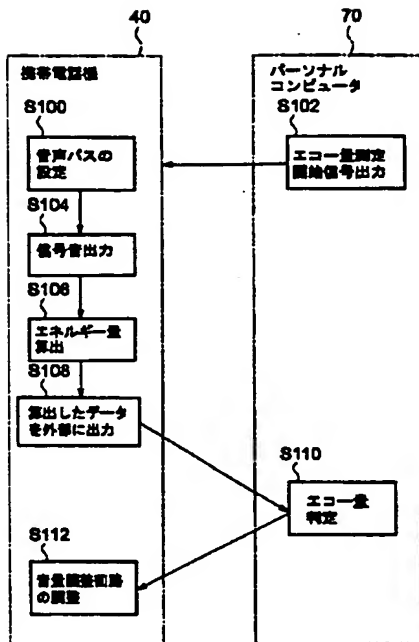 40
70
携帯電話機
パーソナル
コンピュータ
S100
音声パスの
設定
S102
エコー量測定
開始信号出力
S104
信号音出力
S106
エネルギー量
算出
S108
算出したデータ
を外部に出力
S110
エコー量
判定
S112
音量調整回路
の調整